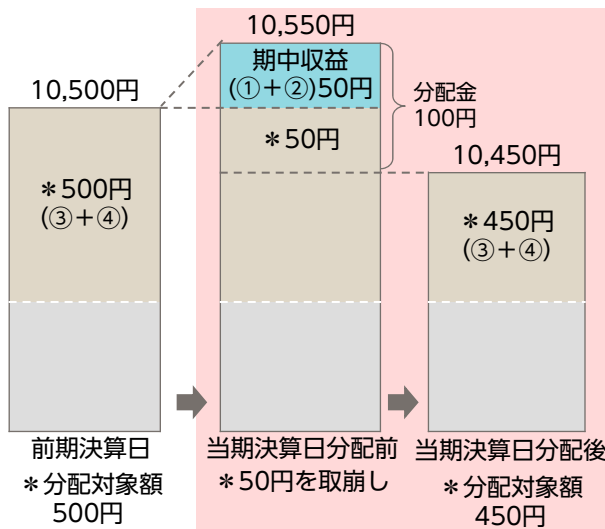 10,500円
＊500円
(③＋④)
前期決算日
＊分配対象額
500円
10,550円
期中収益
(①＋②)50円
＊50円
分配金
100円
当期決算日分配前
＊50円を取崩し
10,450円
＊450円
(③＋④)
当期決算日分配後
＊分配対象額
450円